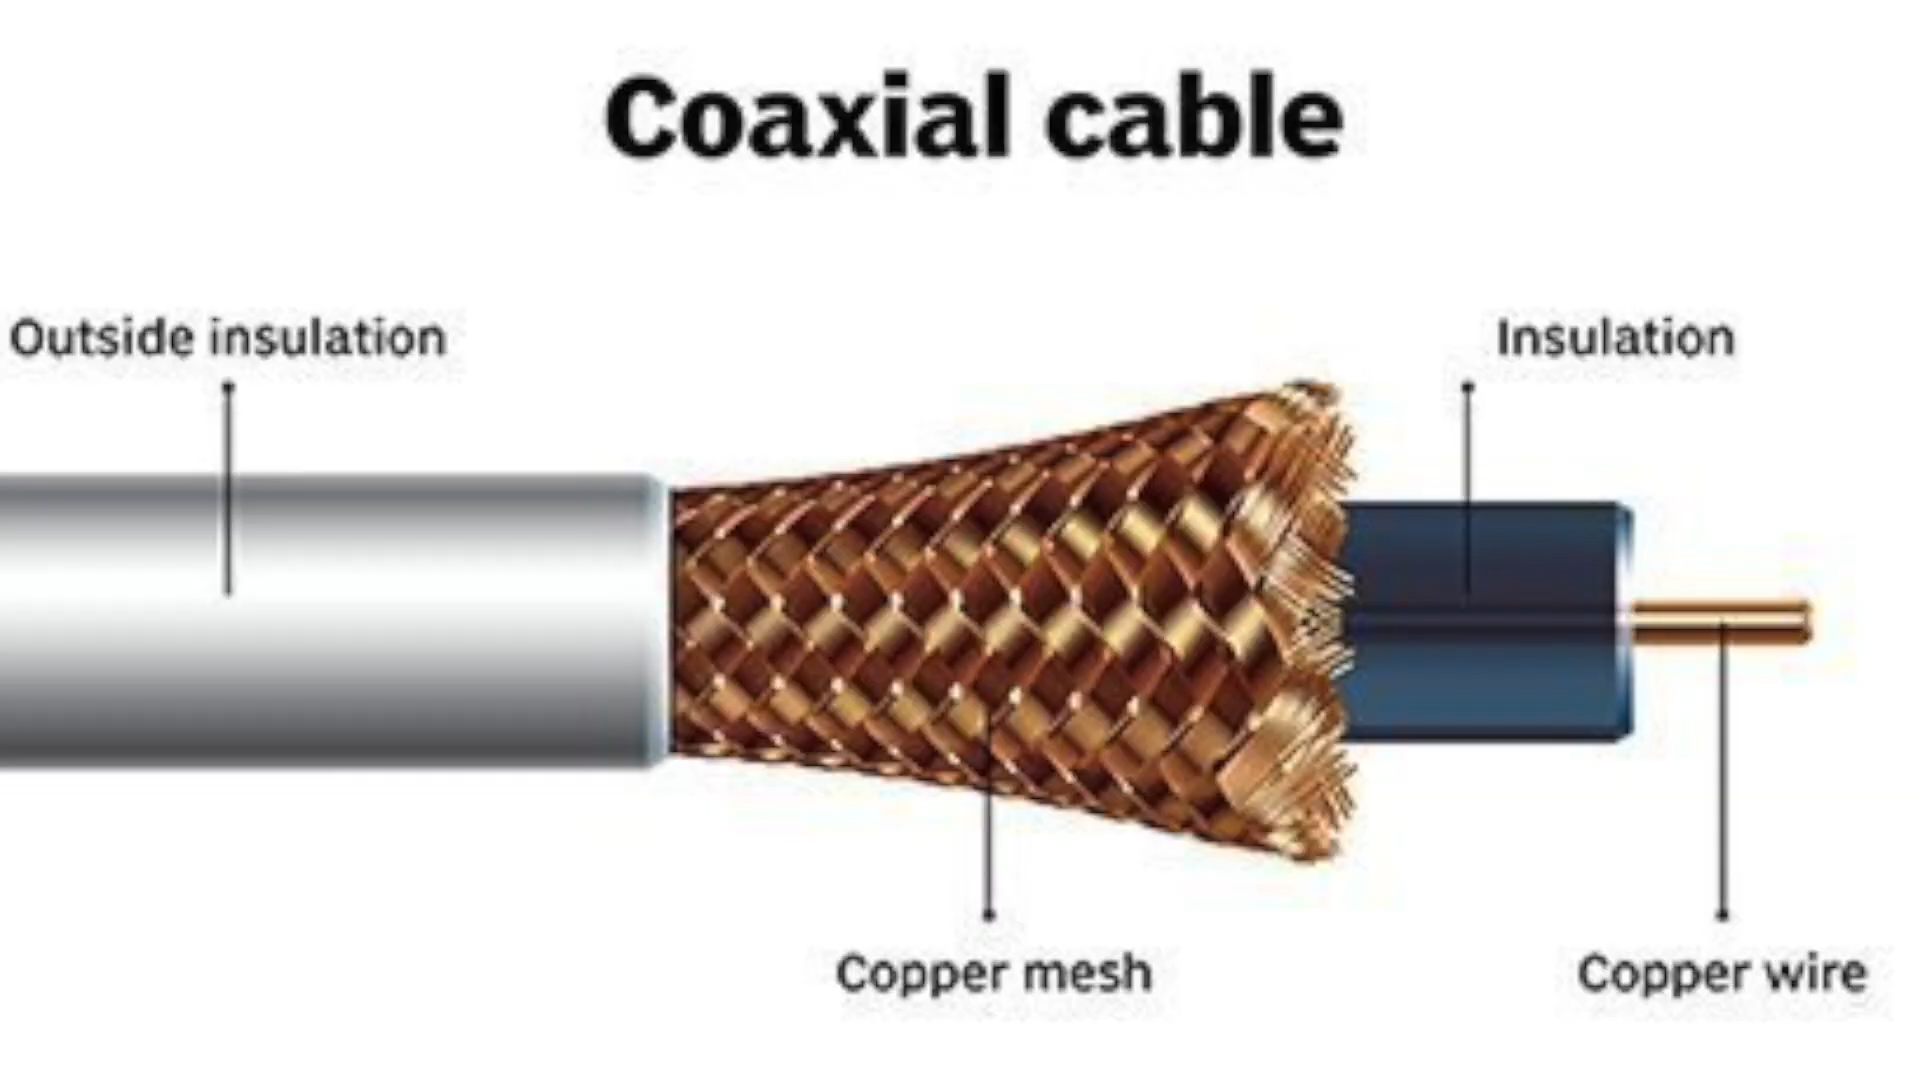 Coaxial cable
Outside insulation
Insulation
Copper mesh
Copper wire